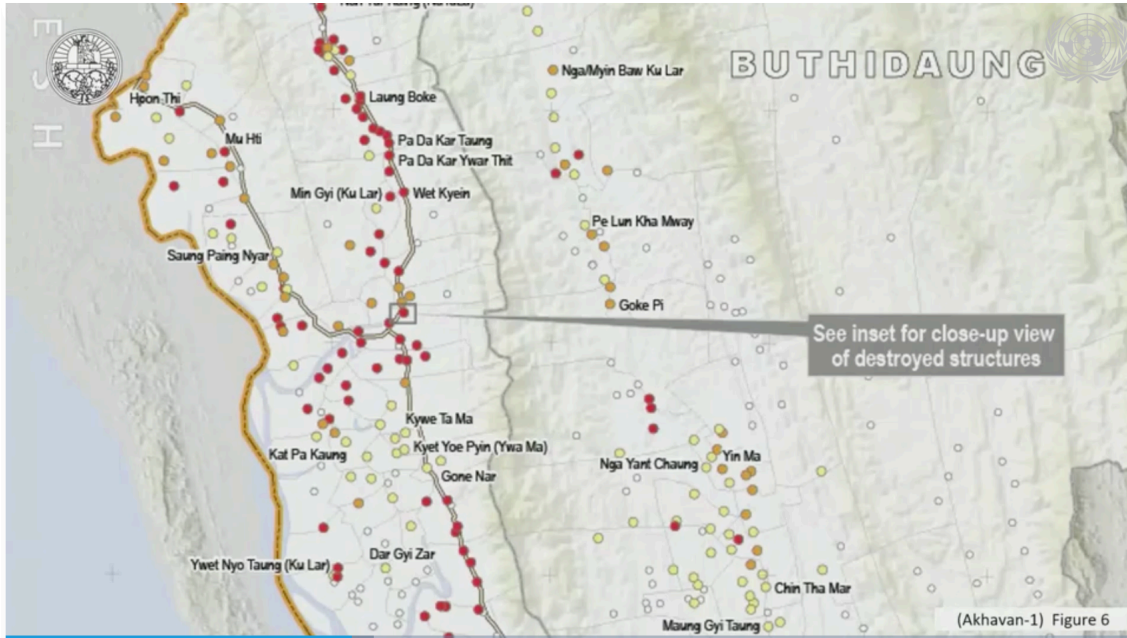 BUTHIDAUNG
E
S
H
Nga/Myin Baw Ku Lar
Hpon Thi
Laung Boke
Mu Hti
Pa Da Kar Taung
Pa Da Kar Ywar Thit
Min Gyi (Ku Lar)
Wet Kyein
Pe Lun Kha Mway
Saung Paing Nyar
Goke Pi
See inset for close-up view
of destroyed structures
Kywe Ta Ma
Kat Pa Kaung
Kyet Yoe Pyin (Ywa Ma)
Nga Yant Chaung
Yin Ma
Gone Nar
Dar Gyi Zar
Ywet Nyo Taung (Ku Lar)
Chin Tha Mar
(Akhavan-1) Figure 6
Maung Gyi Taung